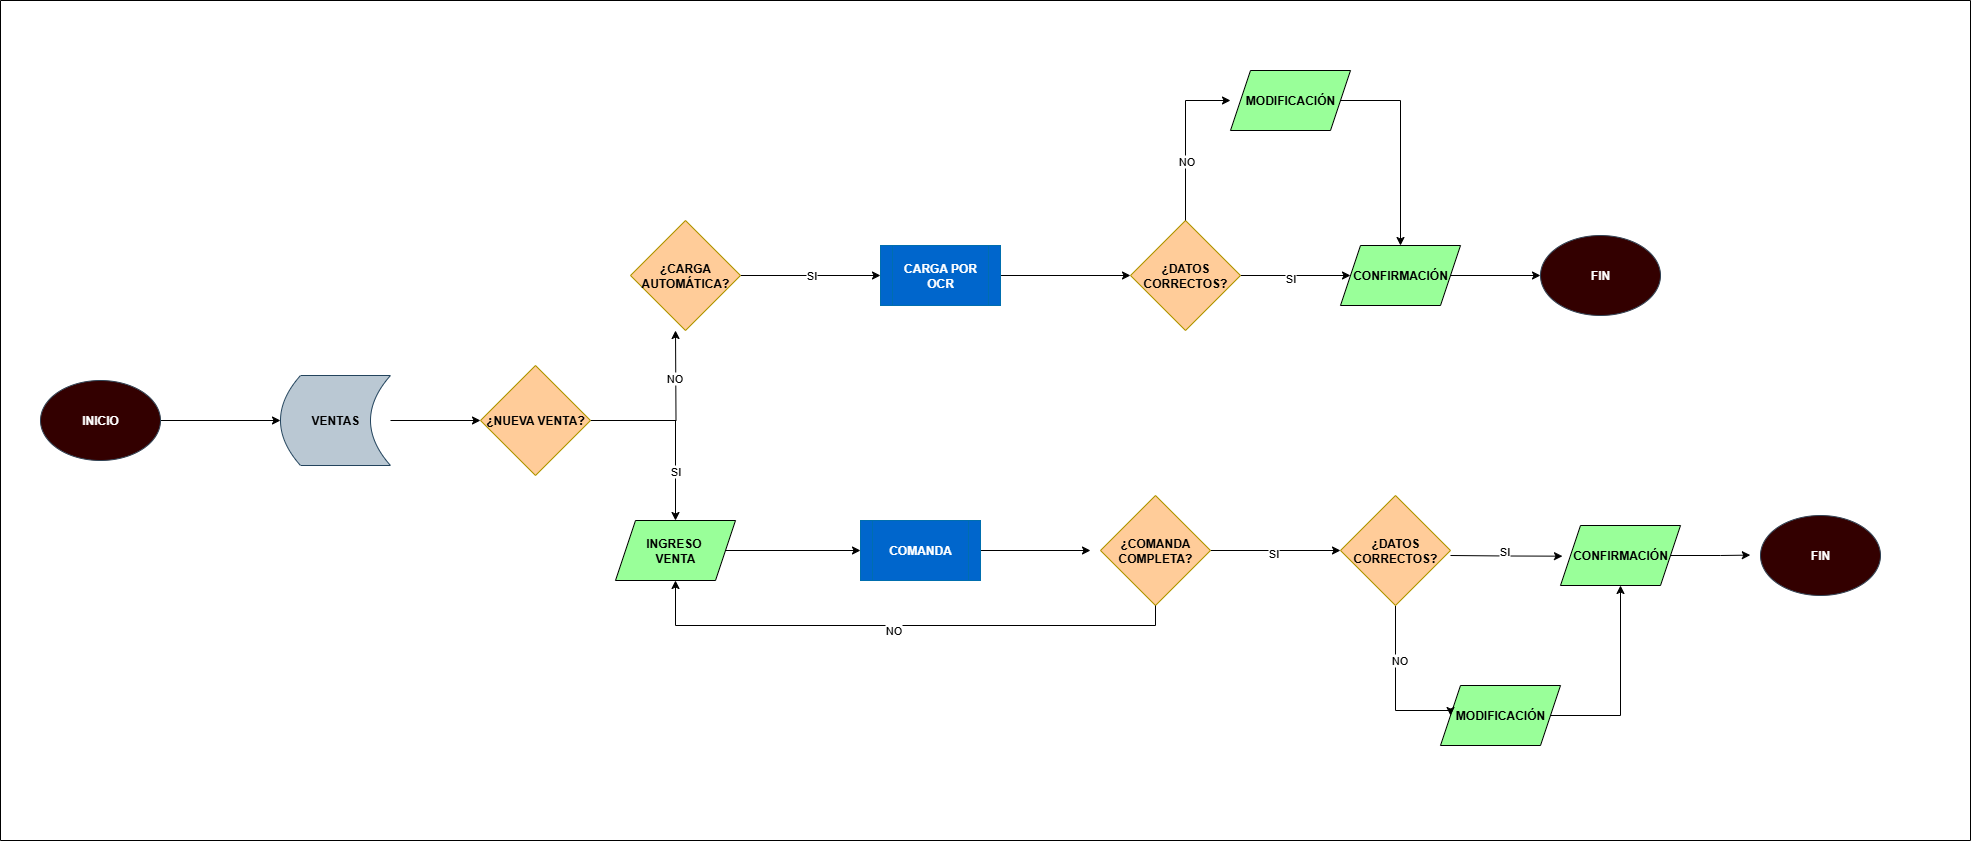 MODIFICACIÓN
NO
¿CARGA
AUTOMÁTICA?
SI
CARGA POR
OCR
¿DATOS
CORRECTOS?
SI
CONFIRMACIÓN
FIN
NO
INICIO
VENTAS
¿NUEVA VENTA?
SI
INGRESO
VENTA
COMANDA
¿COMANDA
COMPLETA?
SI
¿DATOS
CORRECTOS?
SI
CONFIRMACIÓN
FIN
NO
NO
MODIFICACIÓN